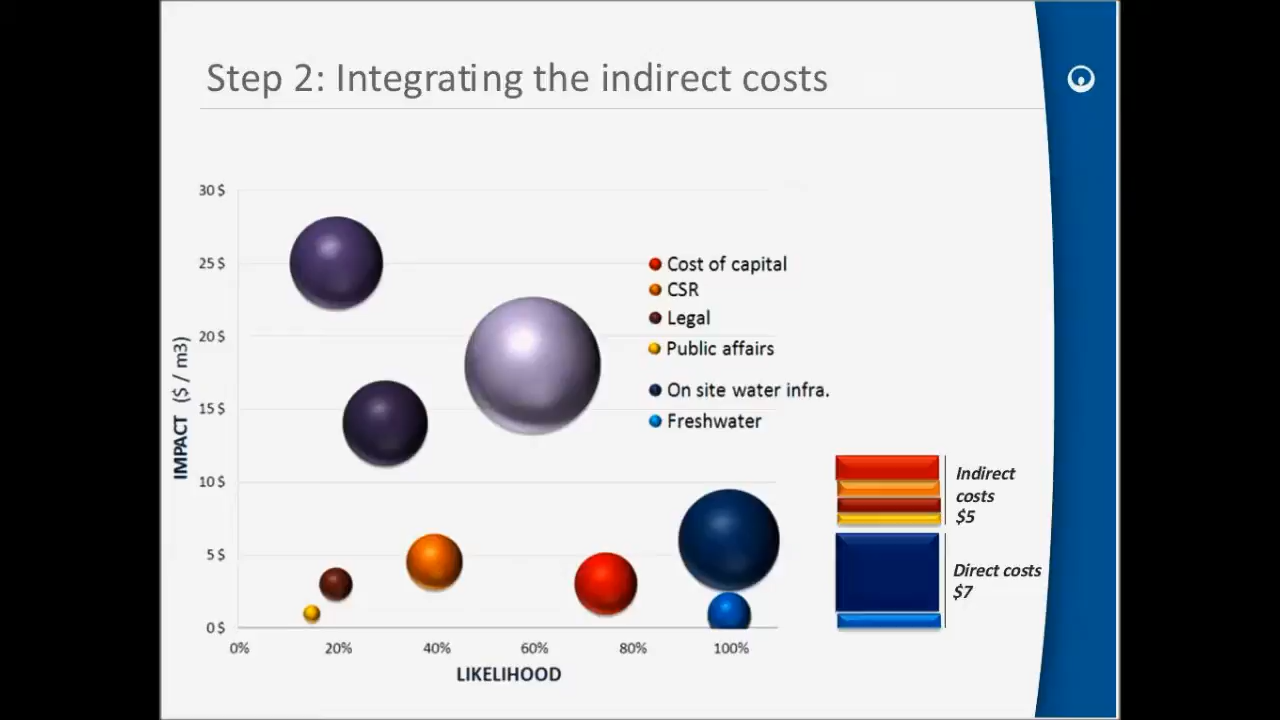 Step 2: Integrating the indirect costs
30 $
25 $
20 $
15 $
10 $
5 $
0 $
IMPACT ($ / m3)
0%
20%
40%
60%
80%
100%
LIKELIHOOD
Cost of capital
CSR
Legal
Public affairs
On site water infra.
Freshwater
Indirect
costs
$5
Direct costs
$7